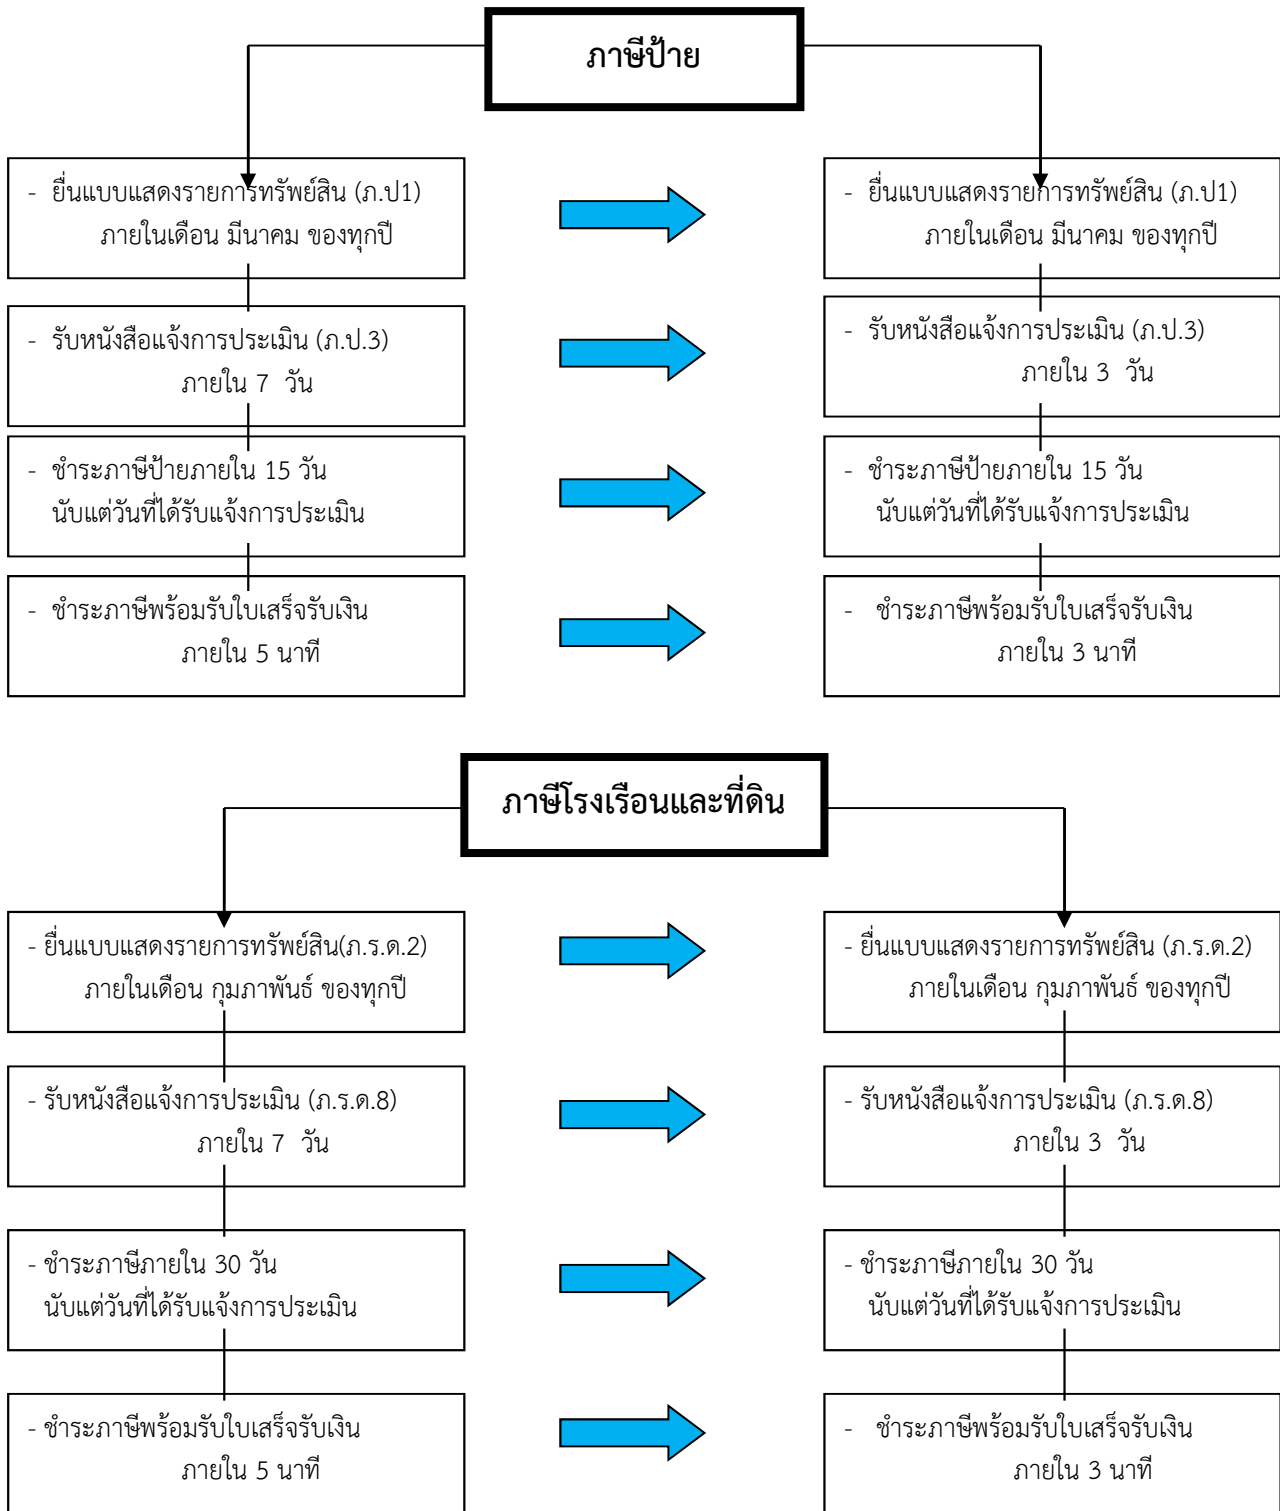 ภาษีป้าย
- ยื่นแบบแสดงรายการทรัพย์สิน (ภ.ป1)
ภายในเดือน มีนาคม ของทุกปี
- รับหนังสือแจ้งการประเมิน (ภ.ป.3)
ภายใน 7 วัน
- ชำระภาษีป้ายภายใน 15 วัน
นับแต่วันที่ได้รับแจ้งการประเมิน
- ชำระภาษีพร้อมรับใบเสร็จรับเงิน
ภายใน 5 นาที
- ยื่นแบบแสดงรายการทรัพย์สิน (ภ.ป1)
ภายในเดือน มีนาคม ของทุกปี
- รับหนังสือแจ้งการประเมิน (ภ.ป.3)
ภายใน 3 วัน
- ชำระภาษีป้ายภายใน 15 วัน
นับแต่วันที่ได้รับแจ้งการประเมิน
- ชำระภาษีพร้อมรับใบเสร็จรับเงิน
ภายใน 3 นาที
ภาษีโรงเรือนและที่ดิน
- ยื่นแบบแสดงรายการทรัพย์สิน(ภ.ร.ด.2)
ภายในเดือน กุมภาพันธ์ ของทุกปี
- รับหนังสือแจ้งการประเมิน (ภ.ร.ด.8)
ภายใน 7 วัน
- ชำระภาษีภายใน 30 วัน
นับแต่วันที่ได้รับแจ้งการประเมิน
- ชำระภาษีพร้อมรับใบเสร็จรับเงิน
ภายใน 5 นาที
- ยื่นแบบแสดงรายการทรัพย์สิน (ภ.ร.ด.2)
ภายในเดือน กุมภาพันธ์ ของทุกปี
- รับหนังสือแจ้งการประเมิน (ภ.ร.ด.8)
ภายใน 3 วัน
- ชำระภาษีภายใน 30 วัน
นับแต่วันที่ได้รับแจ้งการประเมิน
- ชำระภาษีพร้อมรับใบเสร็จรับเงิน
ภายใน 3 นาที